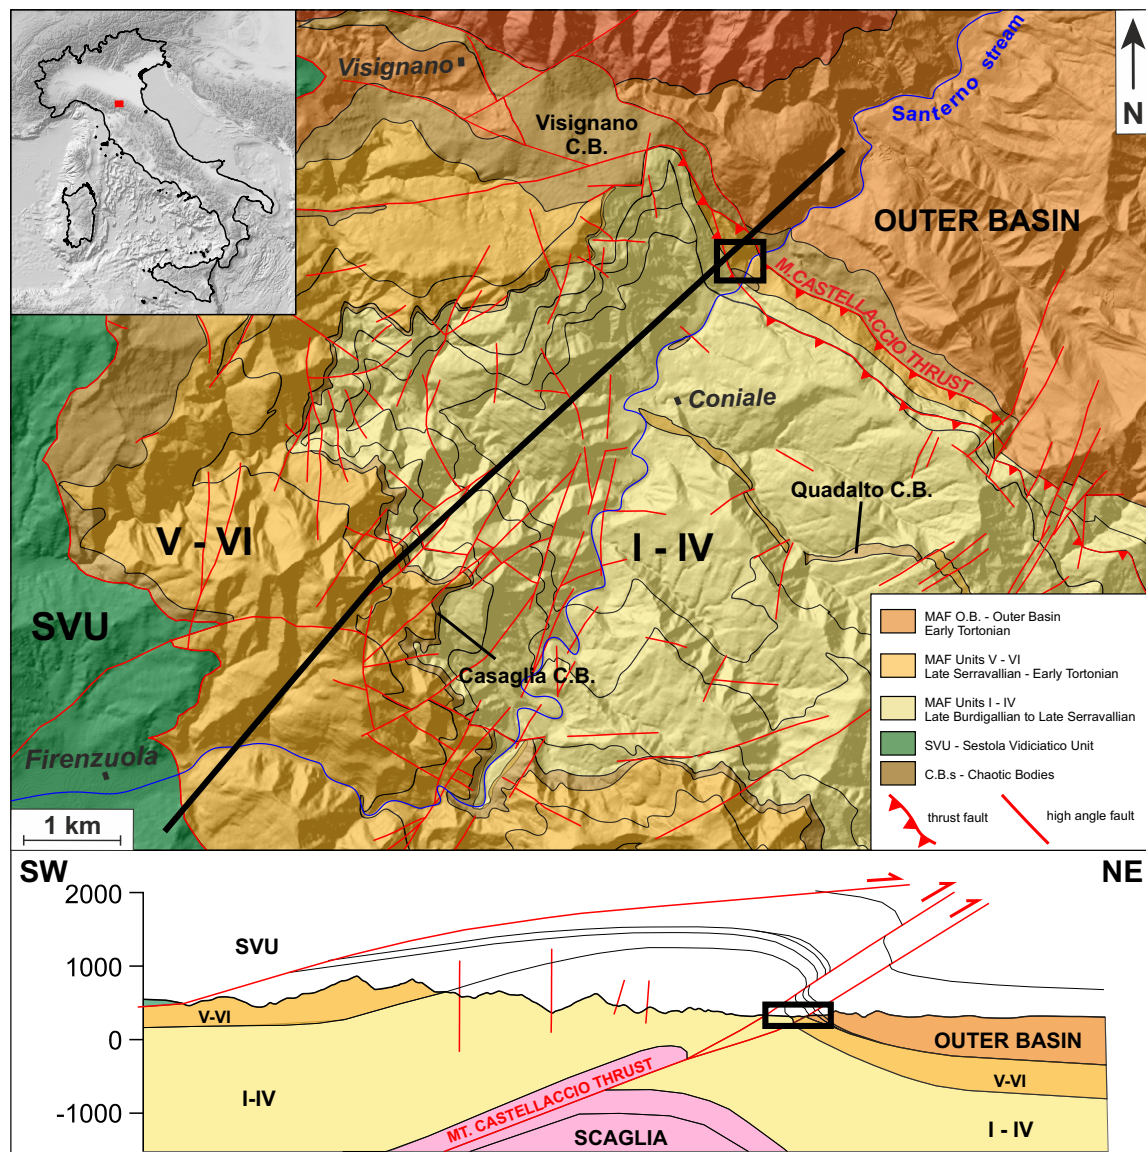 Visignano
Santerno stream
N
Visignano
C.B.
OUTER BASIN
M.CASTELLACCIO THRUST
Coniale
Quadalto C.B.
V - VI
I - IV
SVU
Casaglia C.B.
Firenzuola
1 km
MAF O.B. - Outer Basin
Early Tortonian
MAF Units V - VI
Late Serravallian - Early Tortonian
MAF Units I - IV
Late Burdigallian to Late Serravallian
SVU - Sestola Vidiciatico Unit
C.B.s - Chaotic Bodies
thrust fault
high angle fault
SW
NE
2000
1000
0
-1000
SVU
V-VI
I-IV
MT. CASTELLACCIO THRUST
SCAGLIA
OUTER BASIN
V-VI
I - IV